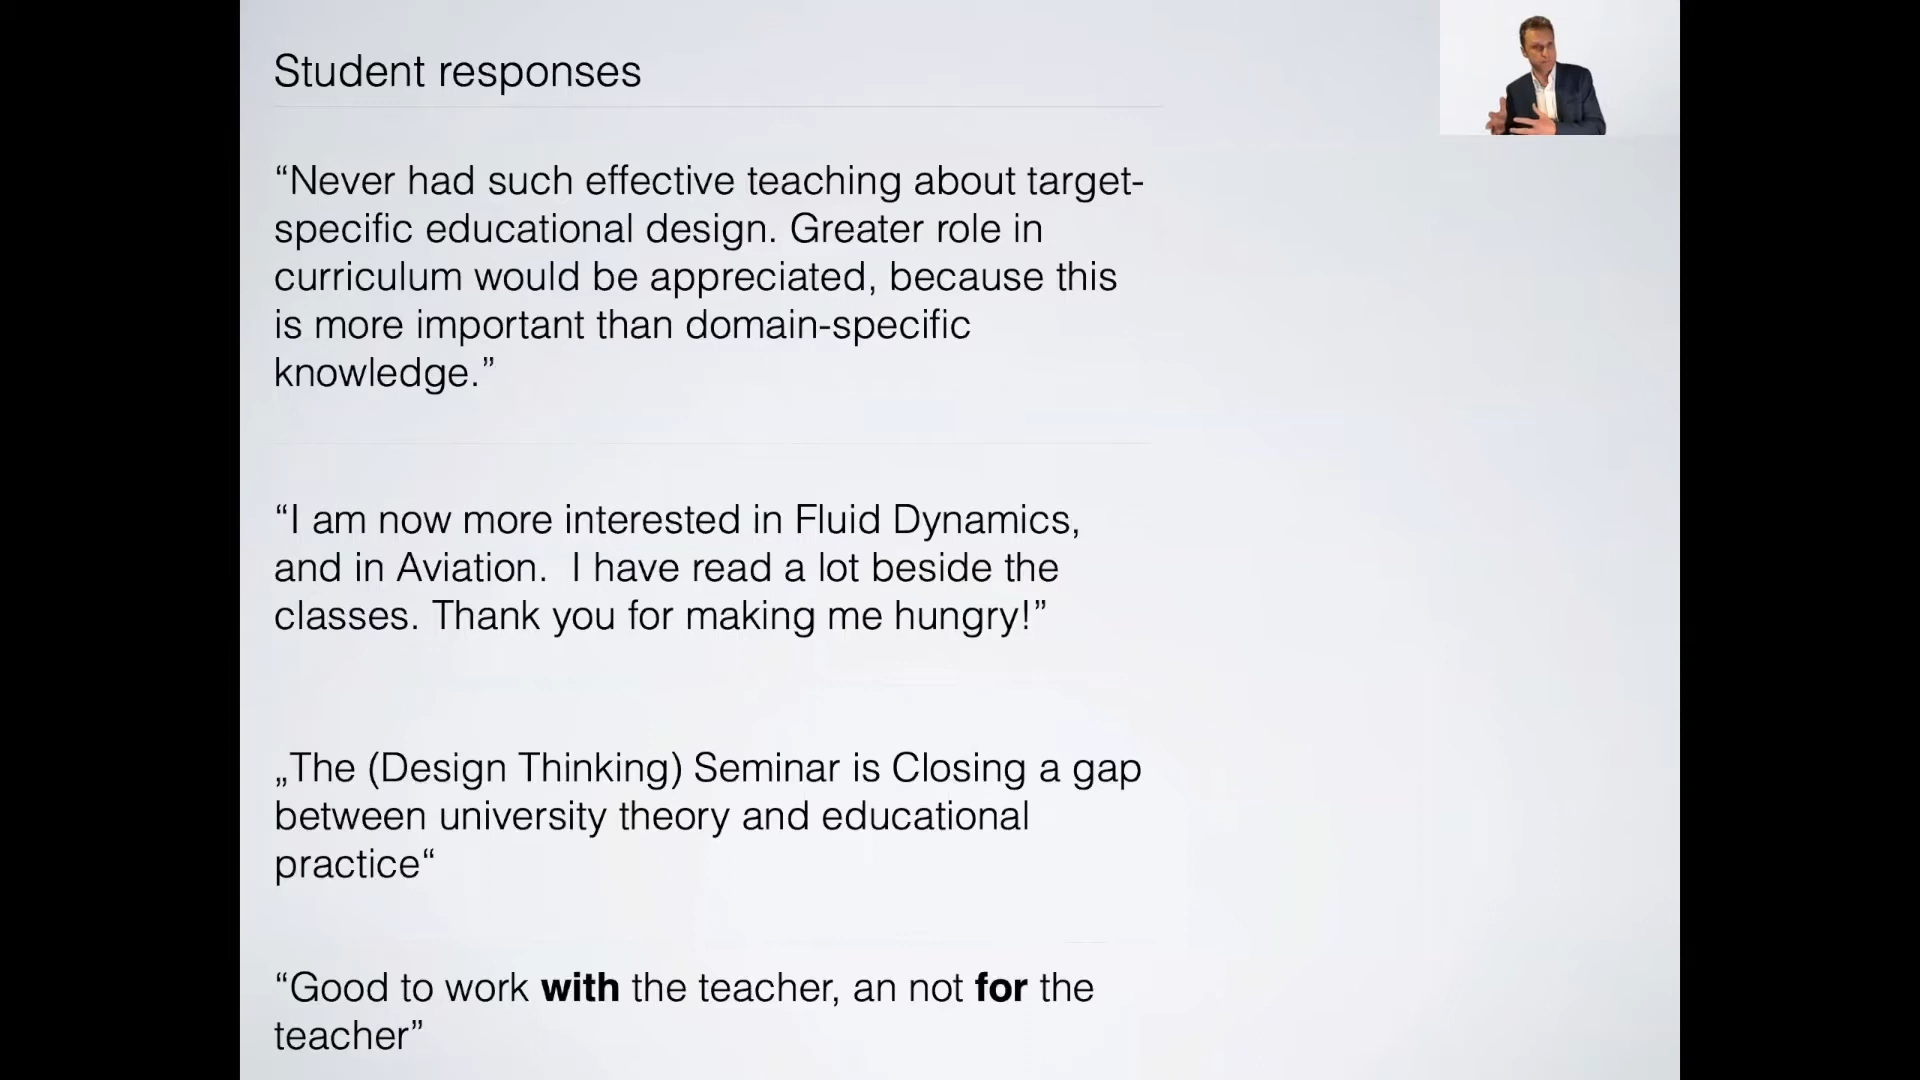 Student responses
“Never had such effective teaching about target-
specific educational design. Greater role in
curriculum would be appreciated, because this
is more important than domain-specific
knowledge.”
“I am now more interested in Fluid Dynamics,
and in Aviation.  I have read a lot beside the
classes. Thank you for making me hungry!”
„The (Design Thinking) Seminar is Closing a gap
between university theory and educational
practice“
“Good to work with the teacher, an not for the
teacher”